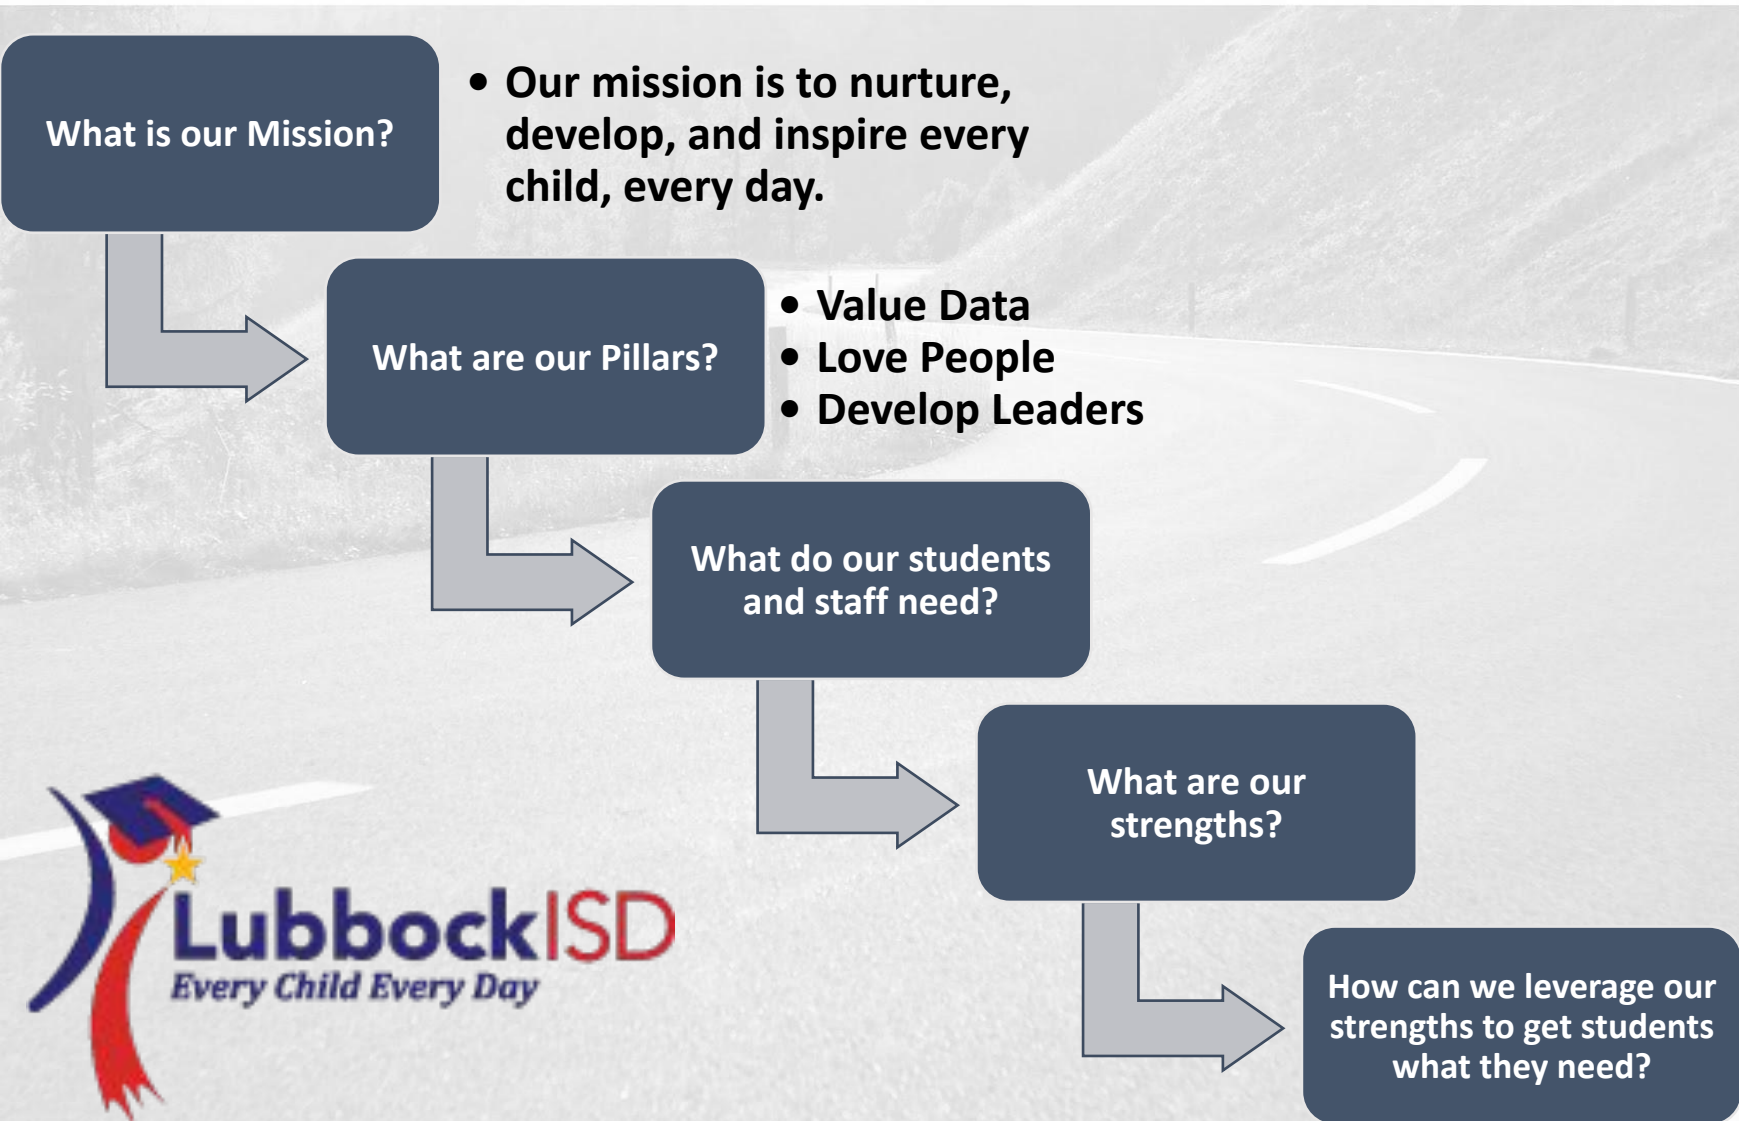 What is our Mission?
• Our mission is to nurture,
develop, and inspire every
child, every day.
What are our Pillars?
• Value Data
• Love People
• Develop Leaders
What do our students
and staff need?
What are our
strengths?
How can we leverage our
strengths to get students
what they need?
LubbockISD
Every Child Every Day